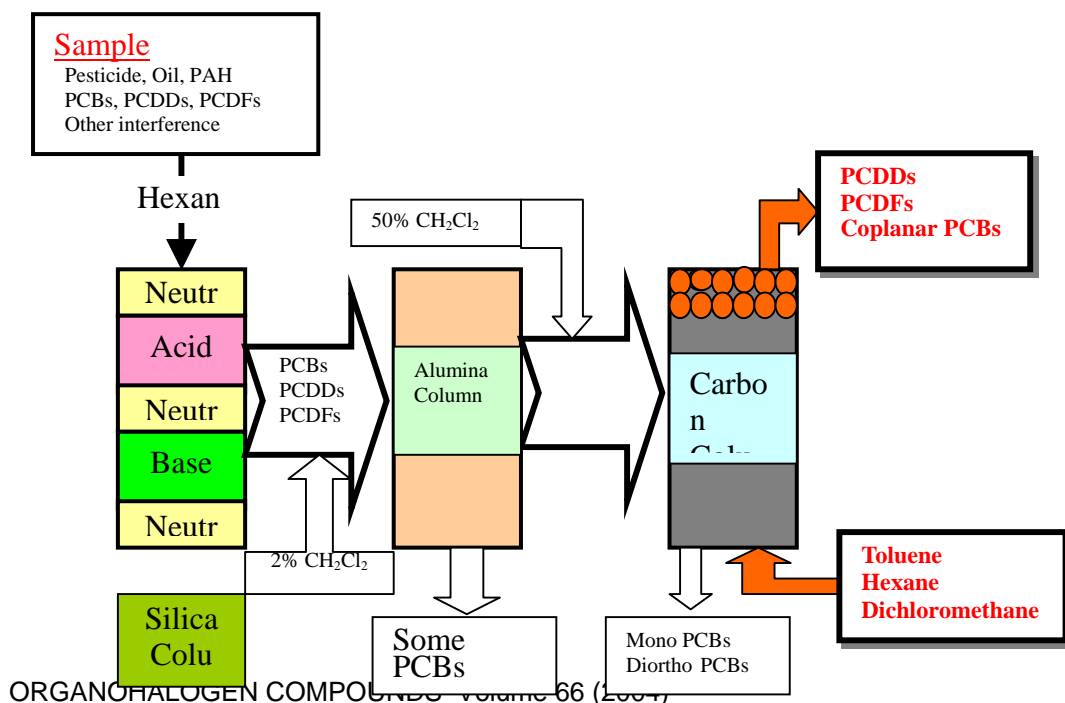 Sample
Pesticide, Oil, PAH
PCBs, PCDDs, PCDFs
Other interference
Hexan
50% CH₂Cl₂
PCDDs
PCDFs
Coplanar PCBs
Neutr
Acid
Neutr
Base
Neutr
PCBs
PCDDs
PCDFs
Alumina
Column
Carbo
n
2% CH₂Cl₂
Toluene
Hexane
Dichloromethane
Silica
Colu
Some
PCBs
Mono PCBs
Diortho PCBs
ORGANOHALOGEN COMPOUNDS Volume 66 (2004)